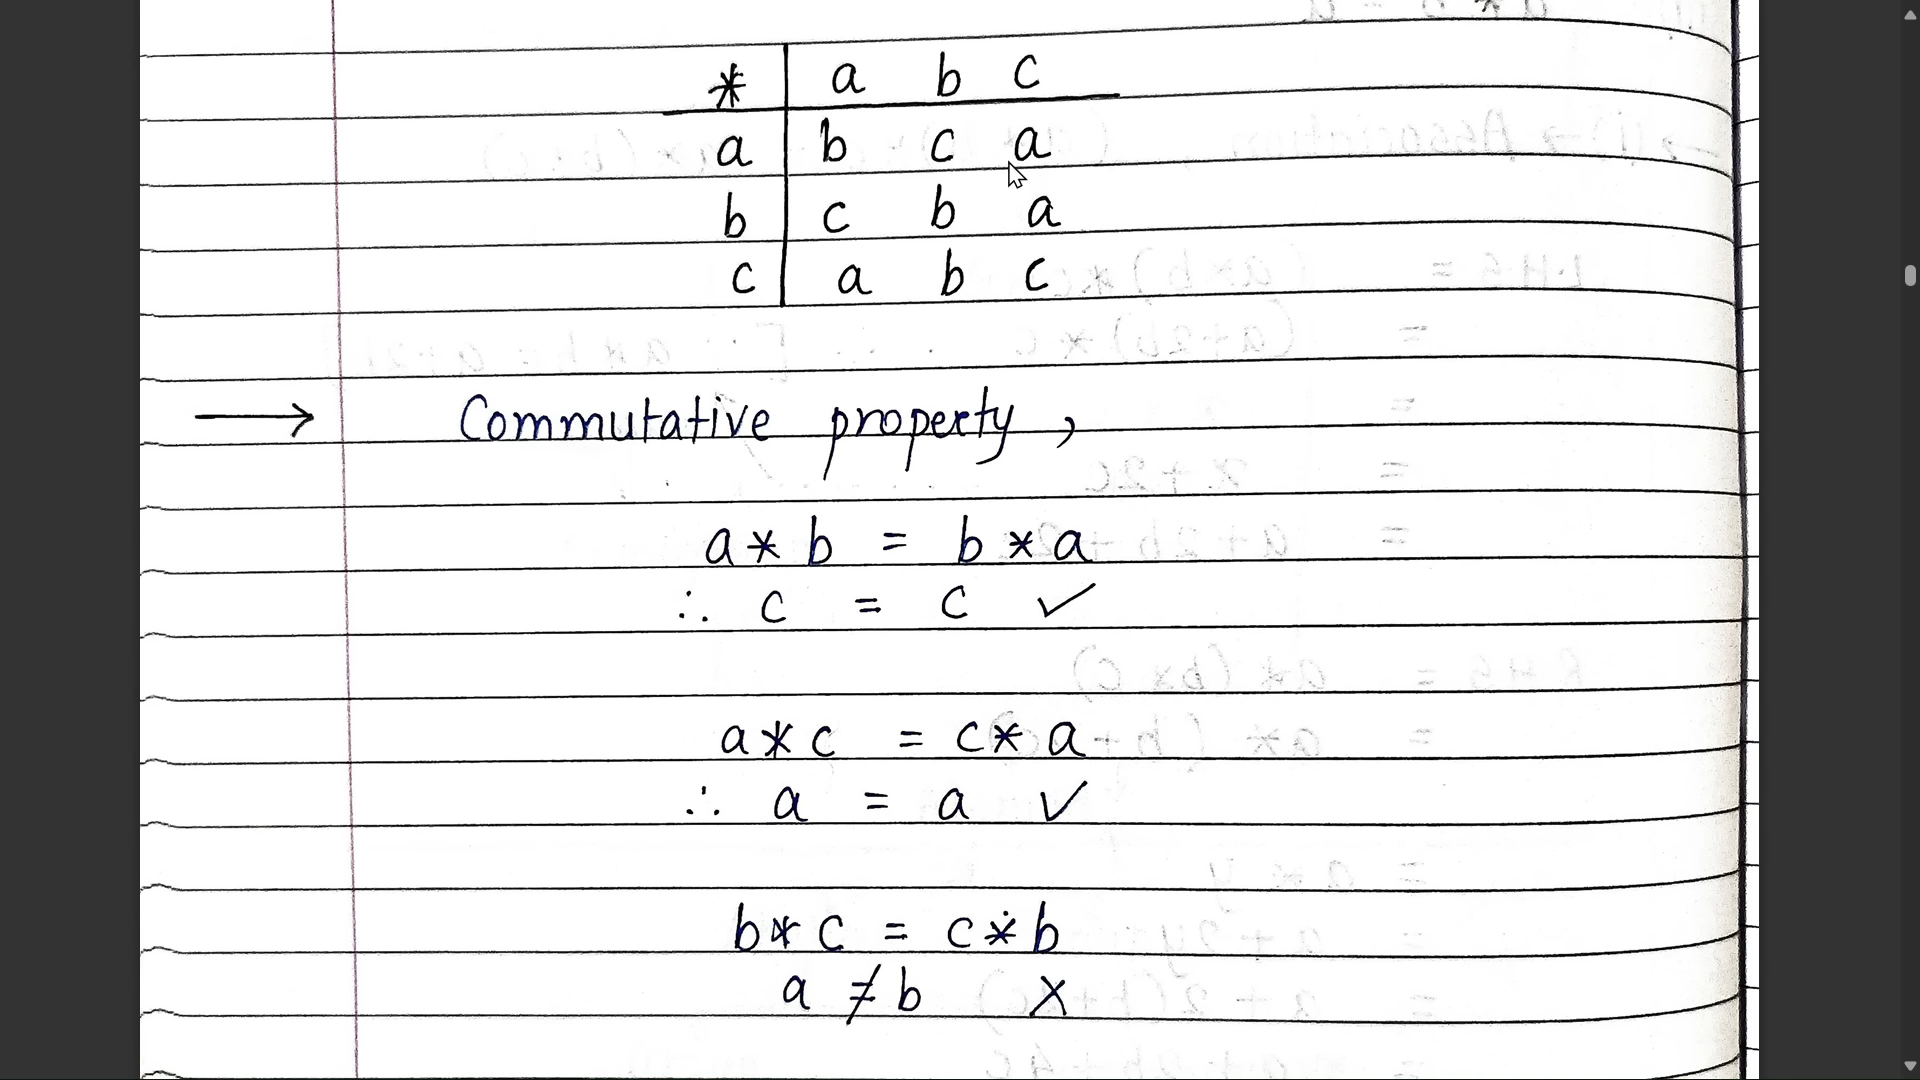 * a b c
a b c a
b c b a
c a b c
→ Commutative property,
a * b = b * a
∴ c = c ✓
a * c = c * a
∴ a = a ✓
b * c = c * b
a ≠ b ✗